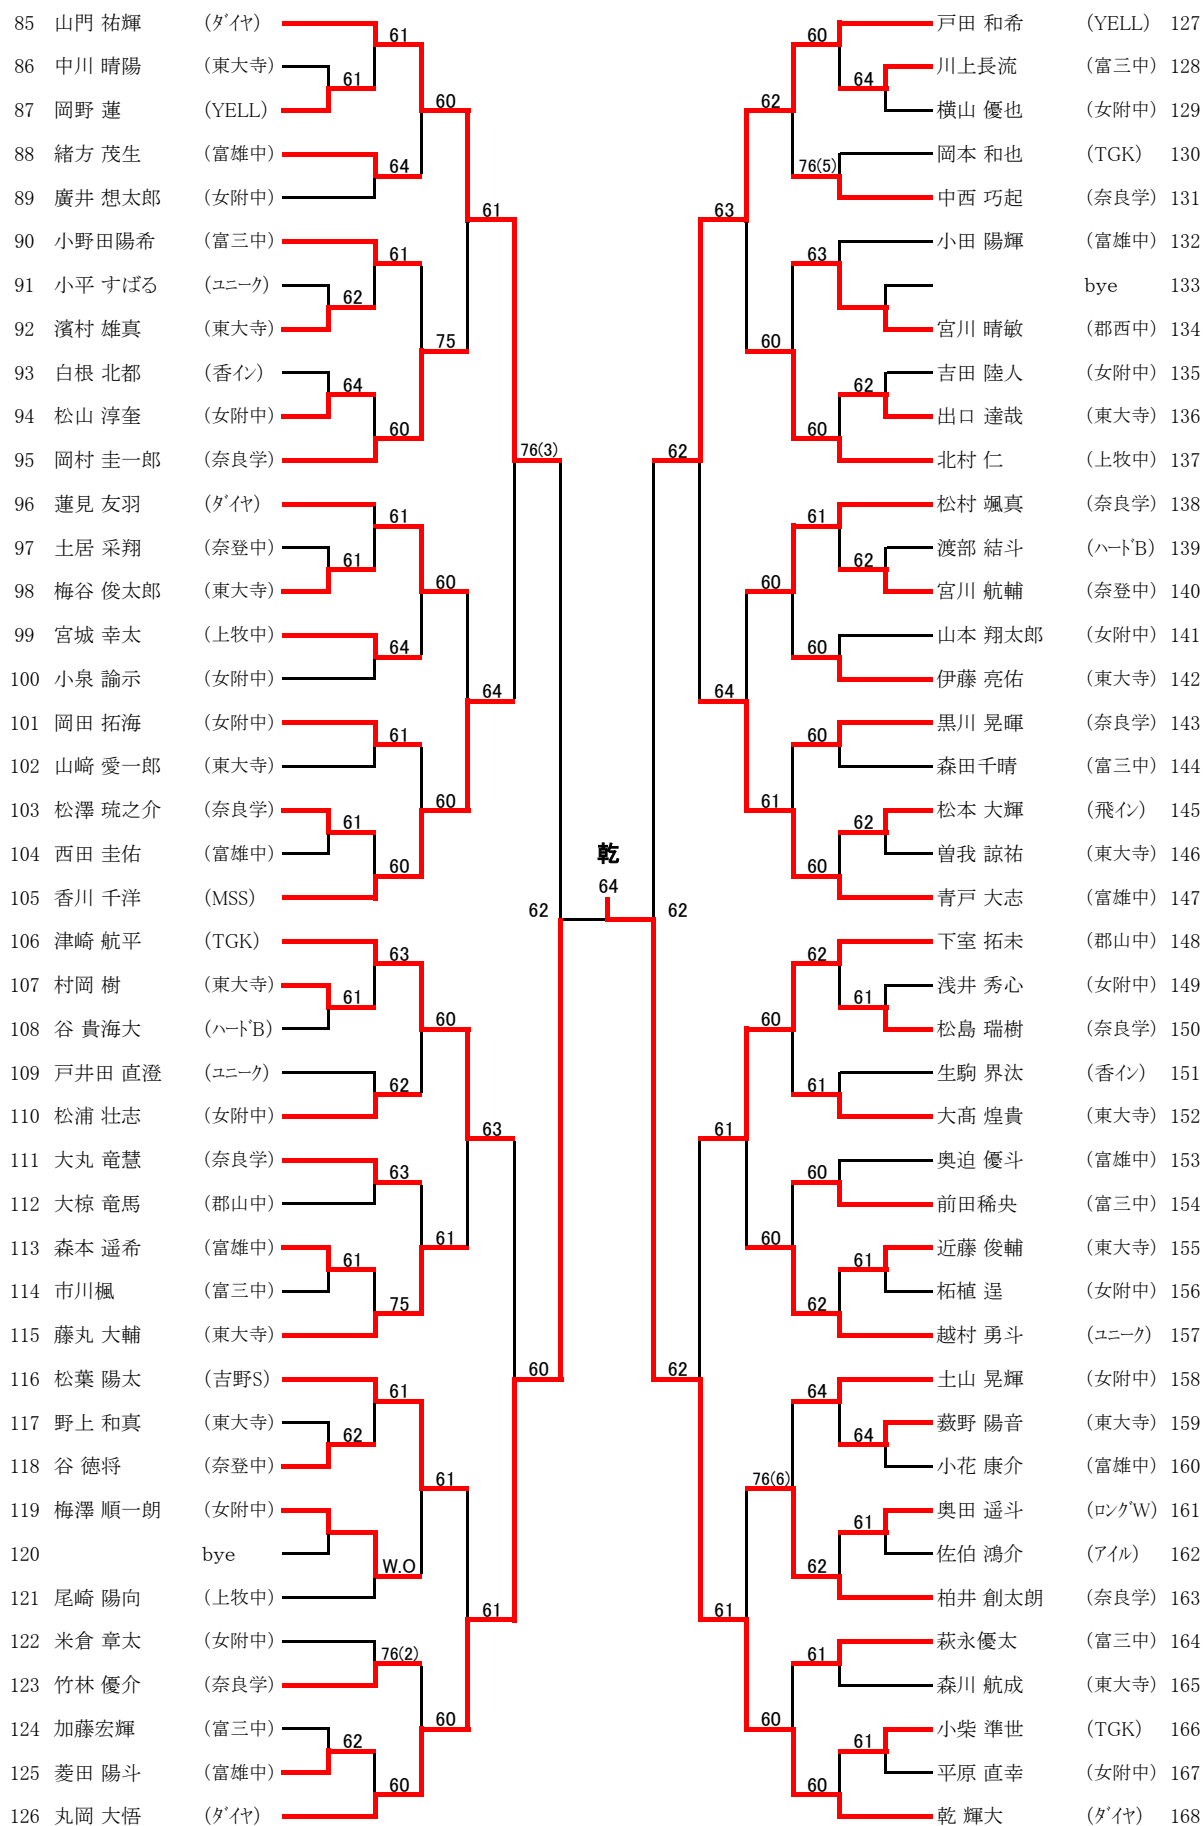 85 山門 祐輝 (ダイヤ)
86 中川 晴陽 (東大寺)
87 岡野 蓮 (YELL)
88 緒方 茂生 (富雄中)
89 廣井 想太郎 (女附中)
90 小野田陽希 (富三中)
91 小平 すばる (ユニーク)
92 濱村 雄真 (東大寺)
93 白根 北都 (香イン)
94 松山 淳奎 (女附中)
95 岡村 圭一郎 (奈良学)
96 蓮見 友羽 (ダイヤ)
97 土居 采翔 (奈登中)
98 梅谷 俊太郎 (東大寺)
99 宮城 幸太 (上牧中)
100 小泉 諭示 (女附中)
101 岡田 拓海 (女附中)
102 山﨑 愛一郎 (東大寺)
103 松澤 琉之介 (奈良学)
104 西田 圭佑 (富雄中)
105 香川 千洋 (MSS)
106 津崎 航平 (TGK)
107 村岡 樹 (東大寺)
108 谷 貴海大 (ハードB)
109 戸井田 直澄 (ユニーク)
110 松浦 壮志 (女附中)
111 大丸 竜慧 (奈良学)
112 大椋 竜馬 (郡山中)
113 森本 遥希 (富雄中)
114 市川楓 (富三中)
115 藤丸 大輔 (東大寺)
116 松葉 陽太 (吉野S)
117 野上 和真 (東大寺)
118 谷 徳将 (奈登中)
119 梅澤 順一朗 (女附中)
120 bye
121 尾崎 陽向 (上牧中)
122 米倉 章太 (女附中)
123 竹林 優介 (奈良学)
124 加藤宏輝 (富三中)
125 菱田 陽斗 (富雄中)
126 丸岡 大悟 (ダイヤ)
61
61
64
61
62
64
60
61
61
64
61
61
60
63
61
62
63
61
75
61
62
W.O
76(2)
62
60
60
75
60
60
60
61
61
60
61
64
63
61
76(3)
60
62
乾
64
62
62
62
63
64
61
61
62
60
60
61
60
60
76(6)
60
60
64
76(5)
63
62
60
61
62
60
60
62
60
62
61
61
60
61
62
64
64
61
62
61
61
60
戸田 和希 (YELL) 127
川上長流 (富三中) 128
横山 優也 (女附中) 129
岡本 和也 (TGK) 130
中西 巧起 (奈良学) 131
小田 陽輝 (富雄中) 132
bye 133
宮川 晴敏 (郡西中) 134
吉田 陸人 (女附中) 135
出口 達哉 (東大寺) 136
北村 仁 (上牧中) 137
松村 颯真 (奈良学) 138
渡部 結斗 (ハードB) 139
宮川 航輔 (奈登中) 140
山本 翔太郎 (女附中) 141
伊藤 亮佑 (東大寺) 142
黒川 晃暉 (奈良学) 143
森田千晴 (富三中) 144
松本 大輝 (飛イン) 145
曽我 諒祐 (東大寺) 146
青戸 大志 (富雄中) 147
下室 拓未 (郡山中) 148
浅井 秀心 (女附中) 149
松島 瑞樹 (奈良学) 150
生駒 界汰 (香イン) 151
大髙 煌貴 (東大寺) 152
奥迫 優斗 (富雄中) 153
前田稀央 (富三中) 154
近藤 俊輔 (東大寺) 155
柘植 逞 (女附中) 156
越村 勇斗 (ユニーク) 157
土山 晃輝 (女附中) 158
薮野 陽音 (東大寺) 159
小花 康介 (富雄中) 160
奥田 遥斗 (ロングW) 161
佐伯 鴻介 (アイル) 162
柏井 創太朗 (奈良学) 163
萩永優太 (富三中) 164
森川 航成 (東大寺) 165
小柴 準世 (TGK) 166
平原 直幸 (女附中) 167
乾 輝大 (ダイヤ) 168